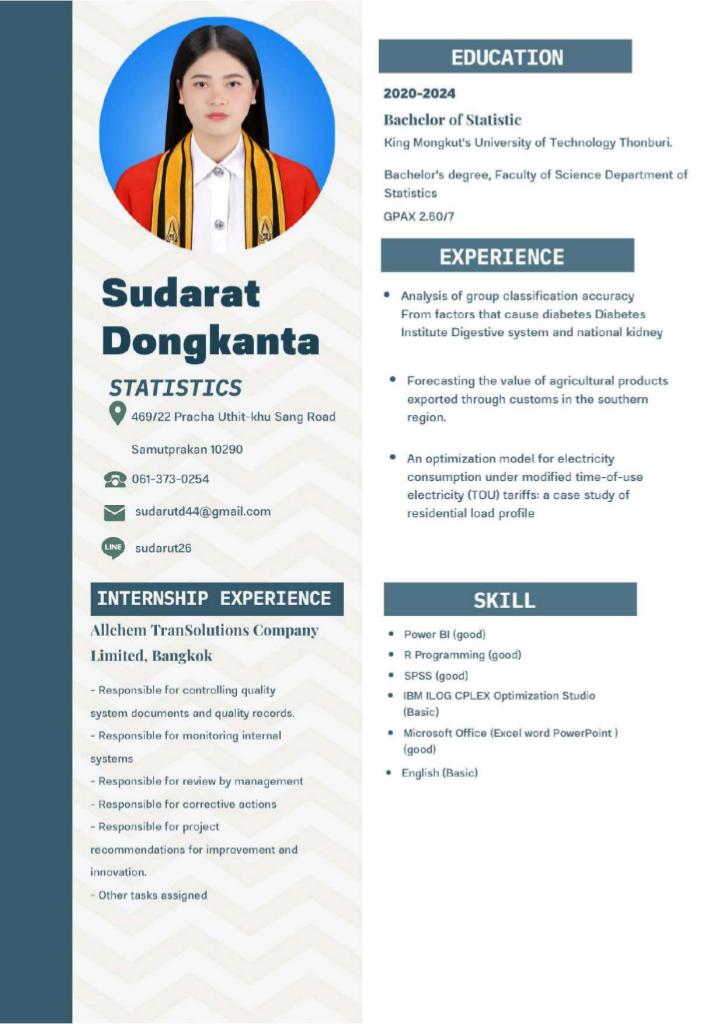 Sudarat
Dongkanta
STATISTICS
469/22 Pracha Uthit-khu Sang Road
Samutprakan 10290
061-373-0254
sudarutd44@gmail.com
LINE
sudarut26
INTERNSHIP EXPERIENCE
Allchem TranSolutions Company
Limited, Bangkok
- Responsible for controlling quality
system documents and quality records.
- Responsible for monitoring internal
systems
- Responsible for review by management
- Responsible for corrective actions
- Responsible for project
recommendations for improvement and
innovation.
- Other tasks assigned
EDUCATION
2020-2024
Bachelor of Statistic
King Mongkut's University of Technology Thonburi.
Bachelor's degree, Faculty of Science Department of
Statistics
GPAX 2.60/7
EXPERIENCE
• Analysis of group classification accuracy
From factors that cause diabetes Diabetes
Institute Digestive system and national kidney
• Forecasting the value of agricultural products
exported through customs in the southern
region.
• An optimization model for electricity
consumption under modified time-of-use
electricity (TOU) tariffs: a case study of
residential load profile
SKILL
• Power BI (good)
• R Programming (good)
• SPSS (good)
• IBM ILOG CPLEX Optimization Studio
(Basic)
• Microsoft Office (Excel word PowerPoint )
(good)
• English (Basic)